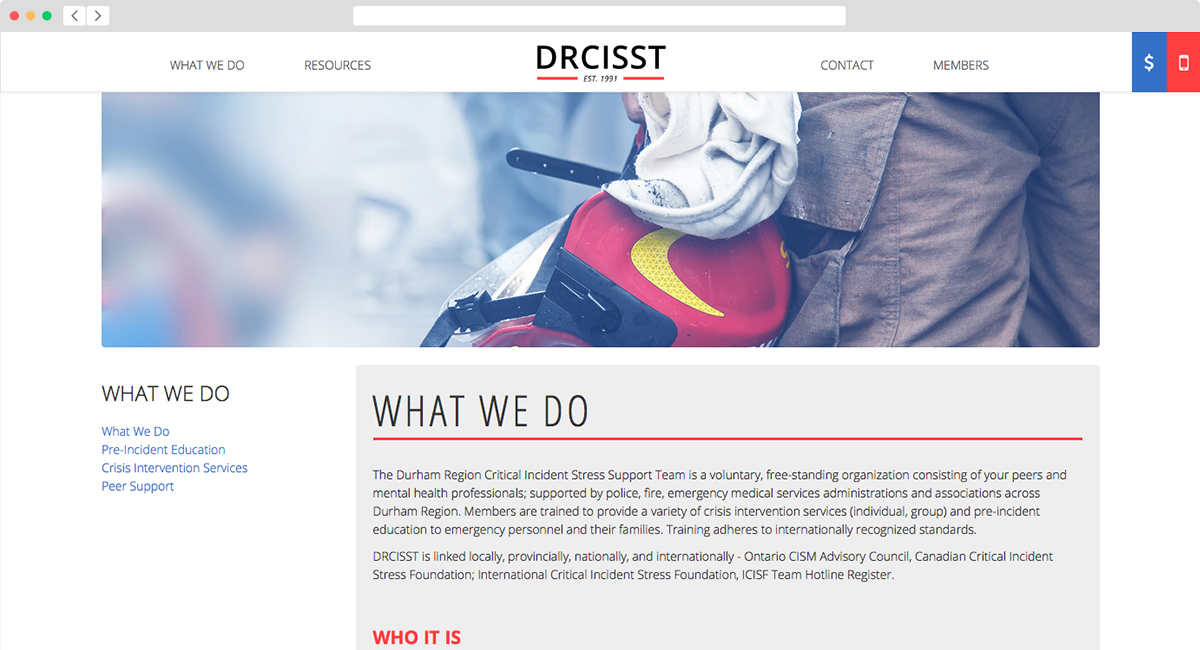 WHAT WE DO
RESOURCES
DRCISST
EST. 1991
CONTACT
MEMBERS
$
WHAT WE DO
What We Do
Pre-Incident Education
Crisis Intervention Services
Peer Support
WHAT WE DO
The Durham Region Critical Incident Stress Support Team is a voluntary, free-standing organization consisting of your peers and
mental health professionals; supported by police, fire, emergency medical services administrations and associations across
Durham Region. Members are trained to provide a variety of crisis intervention services (individual, group) and pre-incident
education to emergency personnel and their families. Training adheres to internationally recognized standards.
DRCISST is linked locally, provincially, nationally, and internationally - Ontario CISM Advisory Council, Canadian Critical Incident
Stress Foundation; International Critical Incident Stress Foundation, ICISF Team Hotline Register.
WHO IT IS